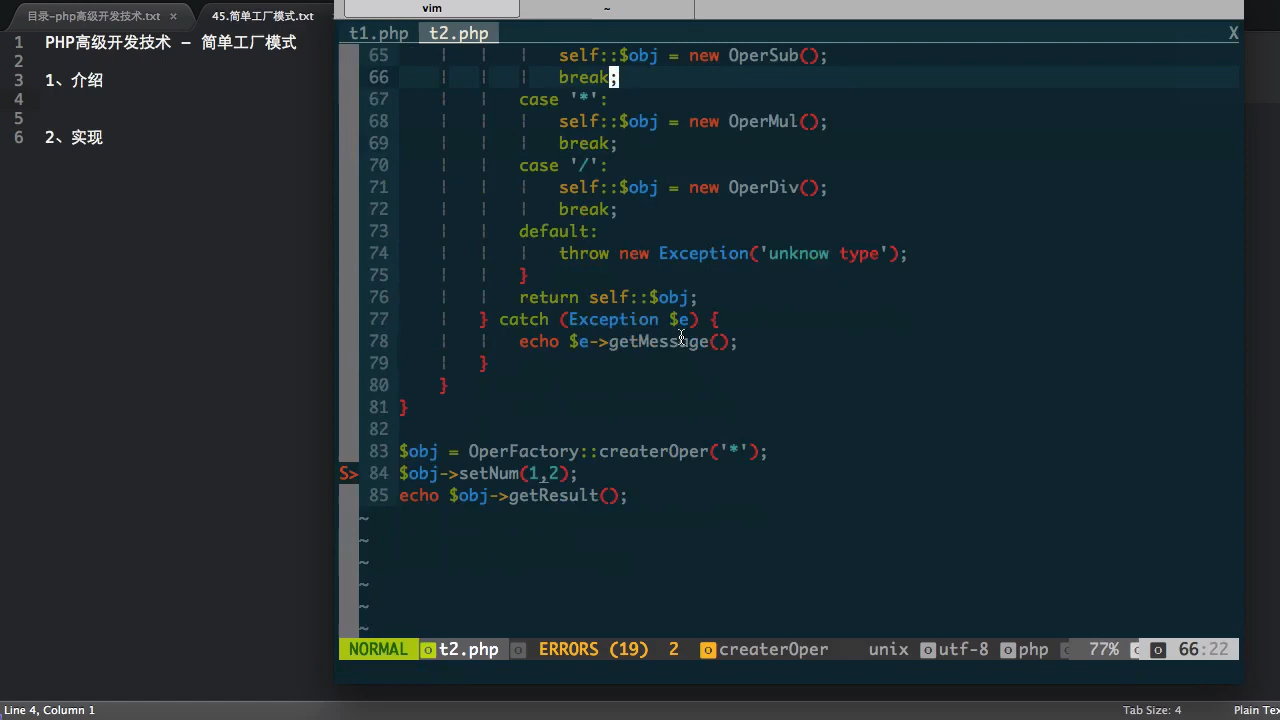 目录-php高级开发技术.txt × 45.简单工厂模式.txt
1 PHP高级开发技术 - 简单工厂模式
2
3 1、介绍
4
5
6 2、实现
vim ~
t1.php t2.php X
65 self::$obj = new OperSub();
66 break;
67 case '*':
68 self::$obj = new OperMul();
69 break;
70 case '/':
71 self::$obj = new OperDiv();
72 break;
73 default:
74 throw new Exception('unknow type');
75 }
76 return self::$obj;
77 } catch (Exception $e) {
78 echo $e->getMessage();
79 }
80 }
81 }
82
83 $obj = OperFactory::createrOper('*');
S> 84 $obj->setNum(1,2);
85 echo $obj->getResult();
~
~
~
~
~
~
NORMAL t2.php ERRORS (19) 2 createrOper unix utf-8 php 77% 66:22
Line 4, Column 1 Tab Size: 4 Plain Tex